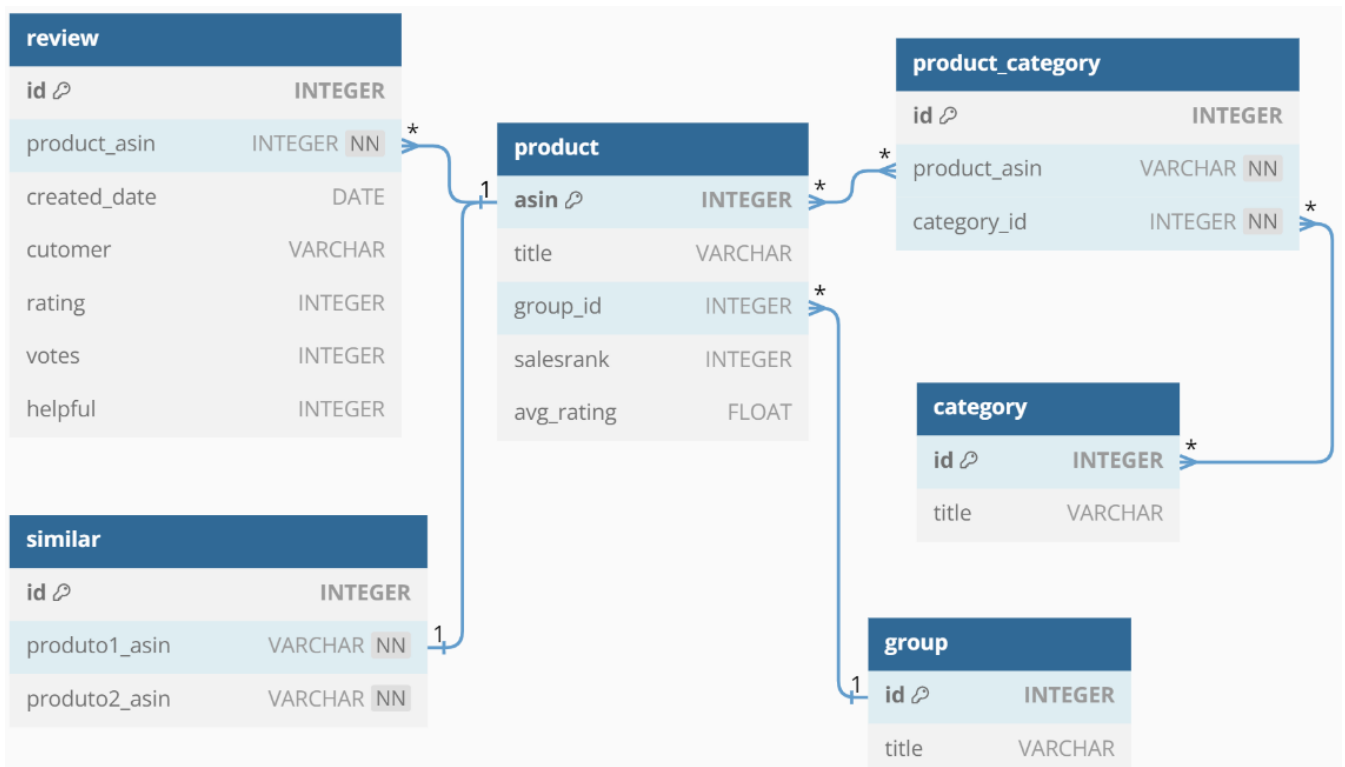 review
id INTEGER
product_asin INTEGER NN
created_date DATE
cutomer VARCHAR
rating INTEGER
votes INTEGER
helpful INTEGER
*
1
product
asin INTEGER
title VARCHAR
group_id INTEGER
salesrank INTEGER
avg_rating FLOAT
*
*
product_category
id INTEGER
product_asin VARCHAR NN
category_id INTEGER NN
*
*
category
id INTEGER
title VARCHAR
*
similar
id INTEGER
produto1_asin VARCHAR NN
produto2_asin VARCHAR NN
1
group
id INTEGER
title VARCHAR
1